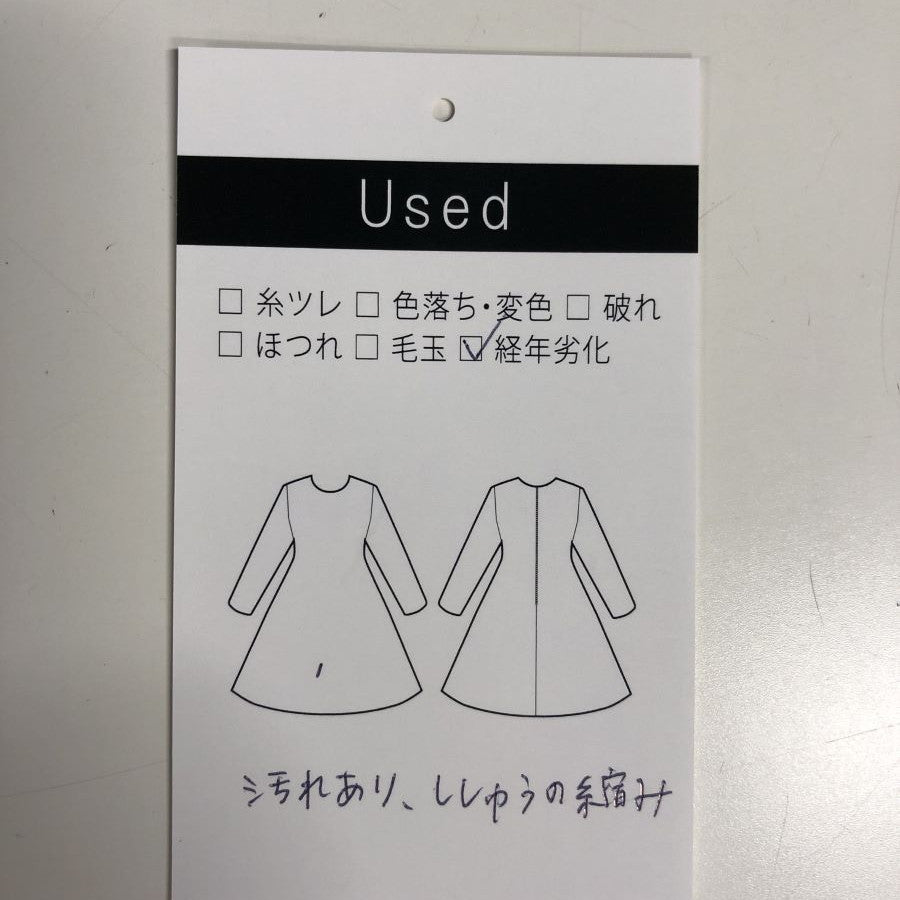 Used
□ 糸ツレ □ 色落ち・変色 □ 破れ
□ ほつれ □ 毛玉 ☑ 経年劣化
汚れあり、ししゅうの縮み